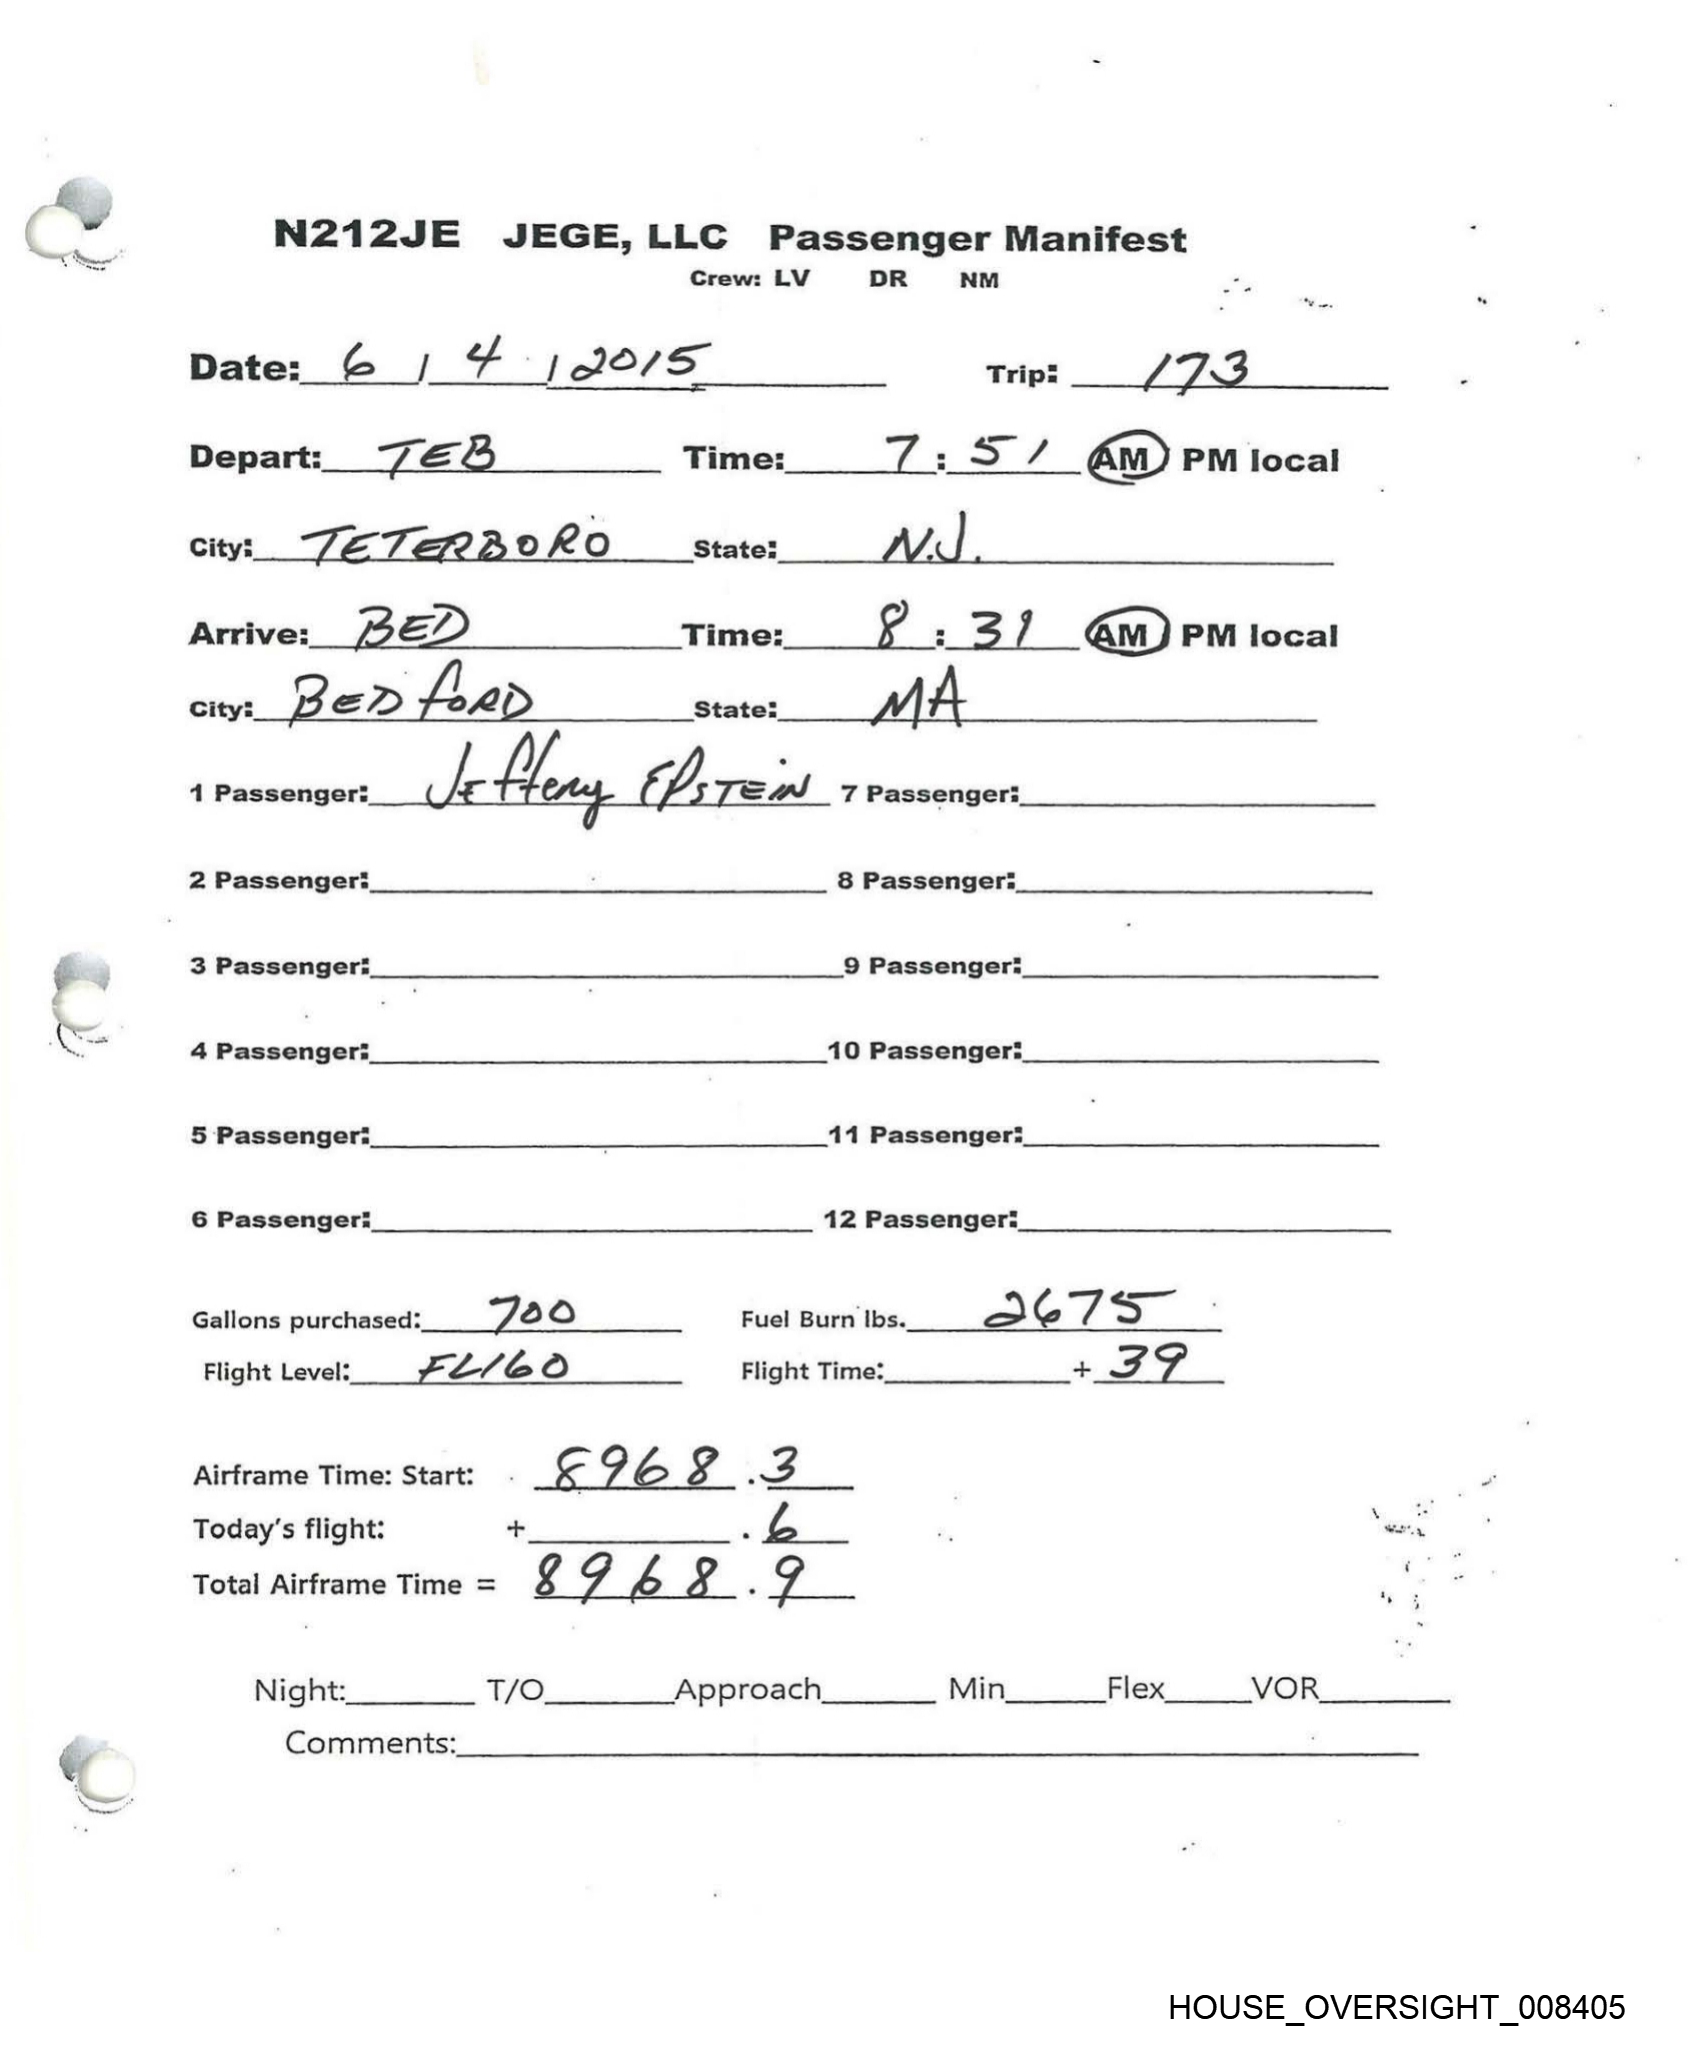 N212JE JEGE, LLC Passenger Manifest
Crew: LV DR NM
Date: 6 / 4 / 2015 Trip: 173
Depart: TEB Time: 7 : 51 AM PM local
City: TETERBORO State: N.J.
Arrive: BED Time: 8 : 31 AM PM local
City: BEDfORD State: MA
1 Passenger: JEffery EPSTEIN 7 Passenger:
2 Passenger: 8 Passenger:
3 Passenger: 9 Passenger:
4 Passenger: 10 Passenger:
5 Passenger: 11 Passenger:
6 Passenger: 12 Passenger:
Gallons purchased: 700 Fuel Burn lbs. 2675
Flight Level: FL160 Flight Time: + 39
Airframe Time: Start: 8968 .3
Today's flight: + .6
Total Airframe Time = 8968 .9
Night: T/O Approach Min Flex VOR
Comments:
HOUSE_OVERSIGHT_008405